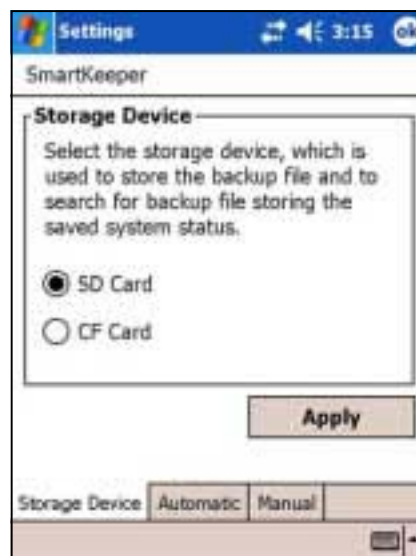 Settings 3:15 ok
SmartKeeper
Storage Device
Select the storage device, which is
used to store the backup file and to
search for backup file storing the
saved system status.
SD Card
CF Card
Apply
Storage Device Automatic Manual